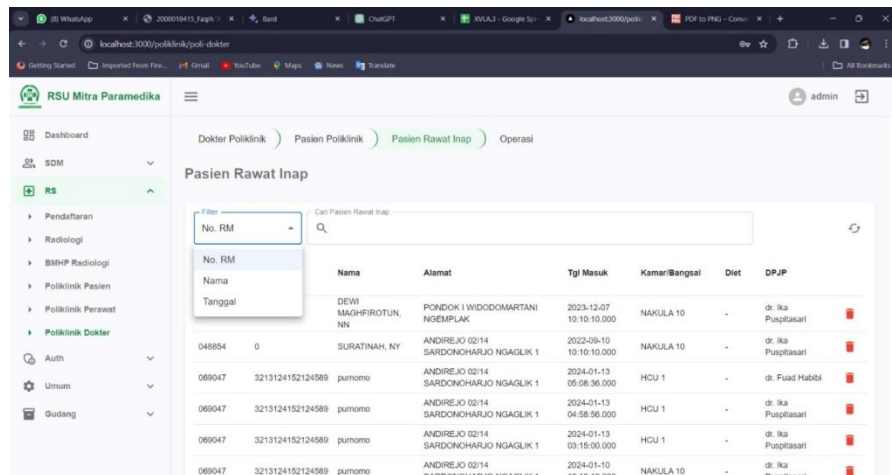 (8) WhatsApp
2000018415_Faqih
Bard
ChatGPT
XVI.A.3 - Google Spr
localhost:3000/polik
PDF to PNG – Conve
localhost:3000/poliklinik/poli-dokter
Getting Started
Imported From Fire...
Gmail
YouTube
Maps
News
Translate
All Bookmarks
RSU Mitra Paramedika
admin
Dashboard
SDM
RS
Pendaftaran
Radiologi
BMHP Radiologi
Poliklinik Pasien
Poliklinik Perawat
Poliklinik Dokter
Auth
Umum
Gudang
Dokter Poliklinik
Pasien Poliklinik
Pasien Rawat Inap
Operasi
Pasien Rawat Inap
Filter
No. RM
Cari Pasien Rawat Inap
No. RM
Nama
Tanggal
Nama Alamat Tgl Masuk Kamar/Bangsal Diet DPJP
DEWI MAGHFIROTUN, NN PONDOK I WIDODOMARTANI NGEMPLAK 2023-12-07 10:10:10.000 NAKULA 10 - dr. Ika Puspitasari
048854 0 SURATINAH, NY ANDIREJO 02/14 SARDONOHARJO NGAGLIK 1 2022-09-10 10:10:10.000 NAKULA 10 - dr. Ika Puspitasari
069047 3213124152124589 purnomo ANDIREJO 02/14 SARDONOHARJO NGAGLIK 1 2024-01-13 05:08:36.000 HCU 1 - dr. Fuad Habibi
069047 3213124152124589 purnomo ANDIREJO 02/14 SARDONOHARJO NGAGLIK 1 2024-01-13 04:58:56.000 HCU 1 - dr. Ika Puspitasari
069047 3213124152124589 purnomo ANDIREJO 02/14 SARDONOHARJO NGAGLIK 1 2024-01-13 03:15:00.000 HCU 1 - dr. Ika Puspitasari
069047 3213124152124589 purnomo ANDIREJO 02/14 2024-01-10 NAKULA 10 - dr. Ika